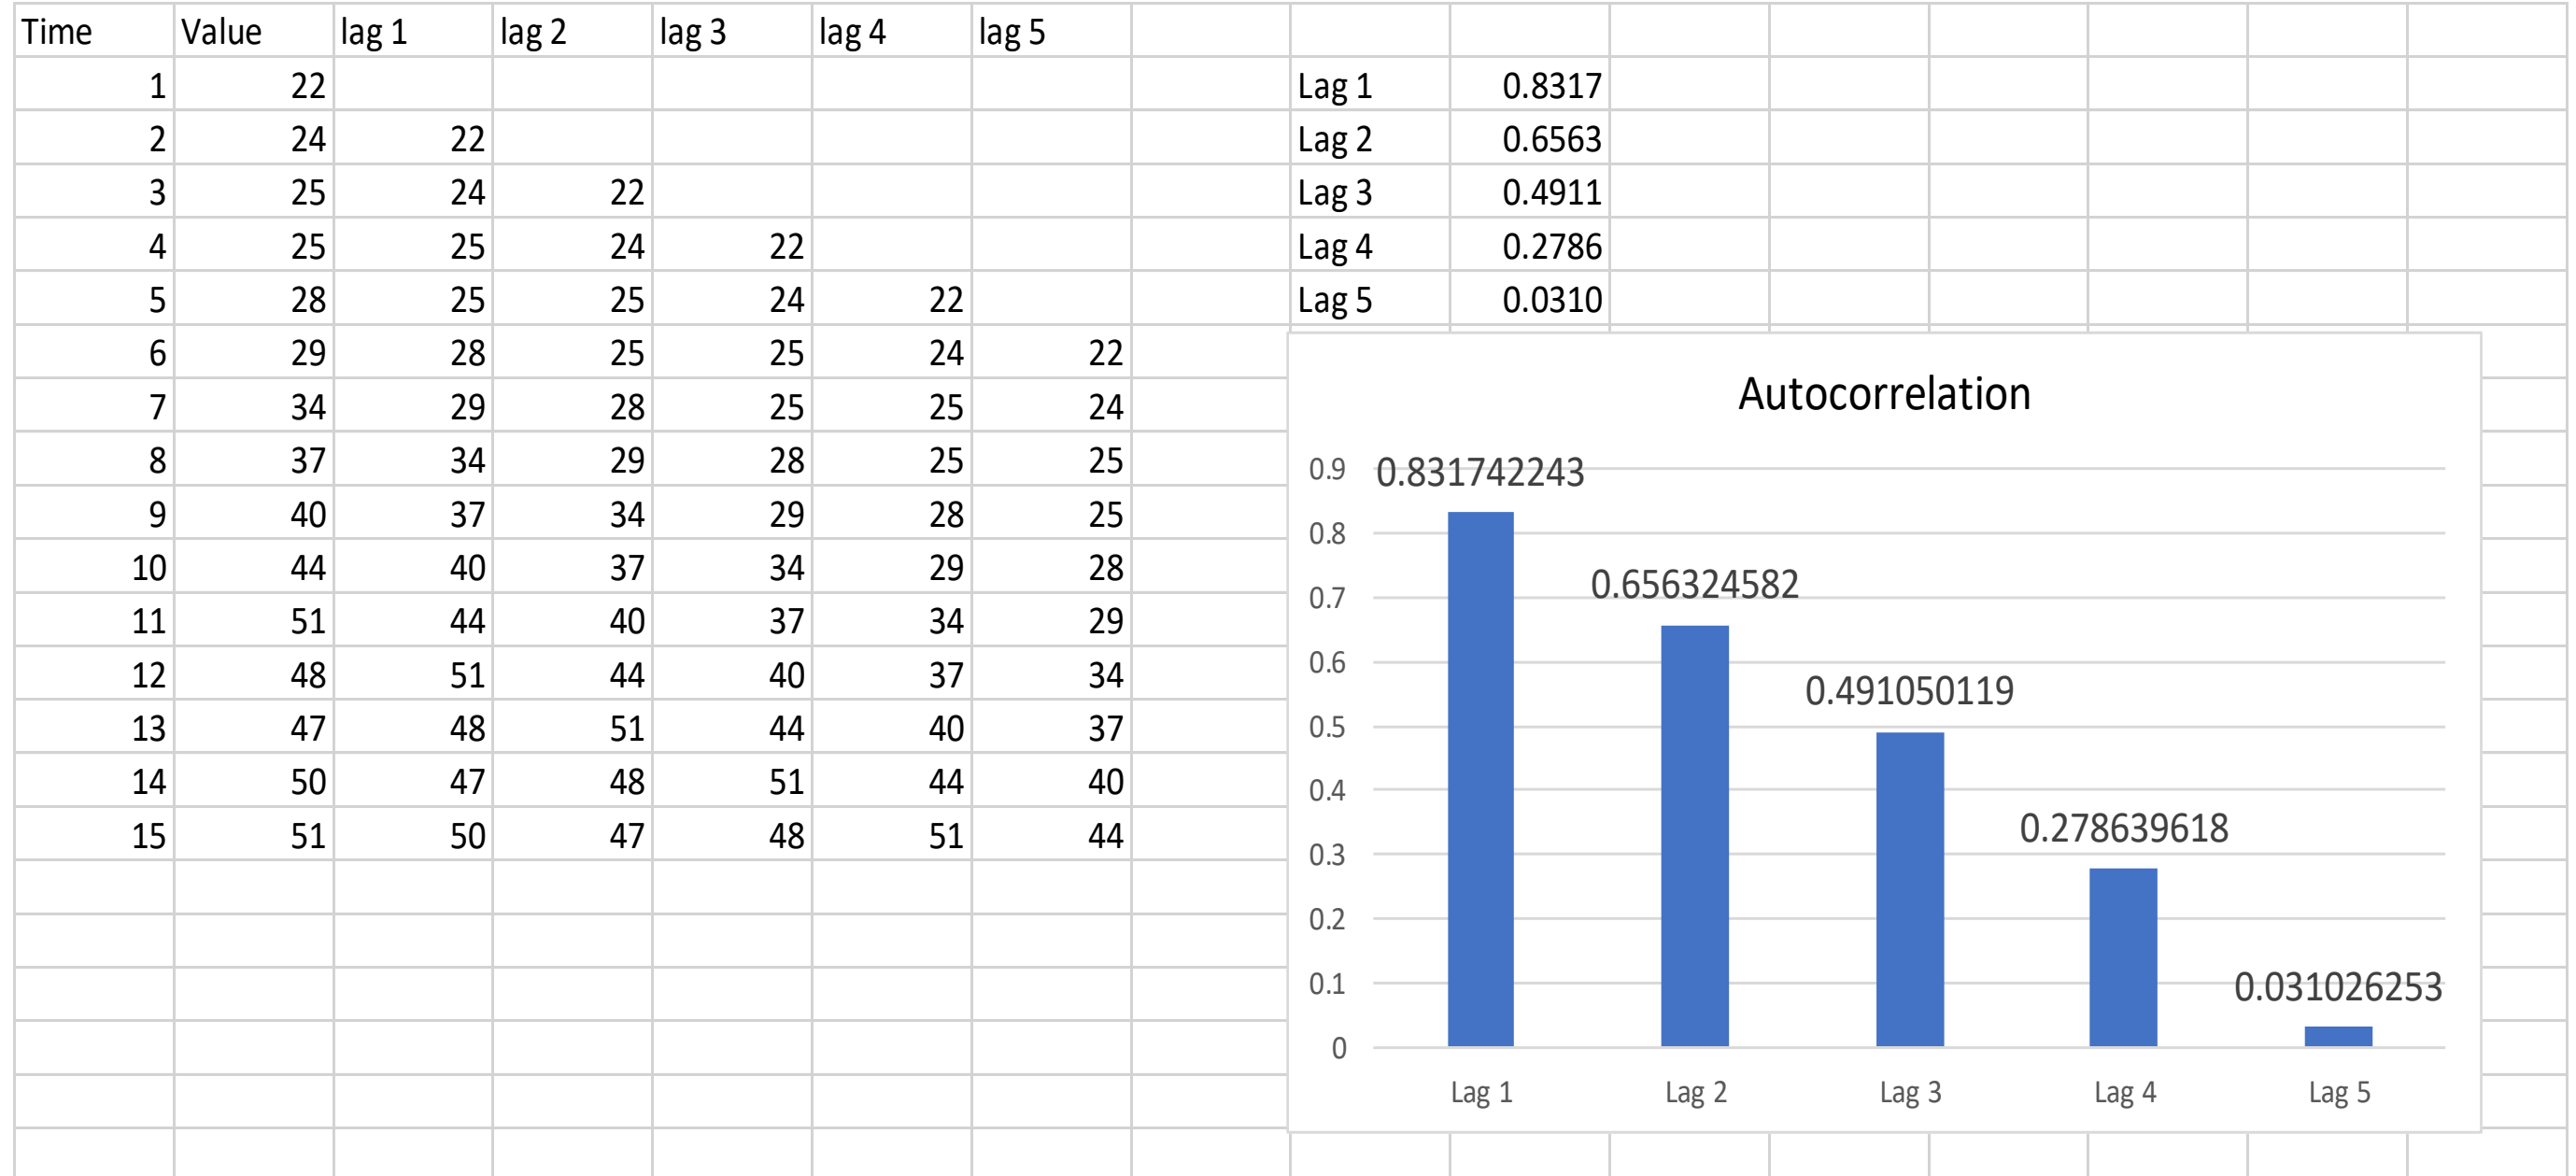 Time Value lag 1 lag 2 lag 3 lag 4 lag 5
1 22 Lag 1 0.8317
2 24 22 Lag 2 0.6563
3 25 24 22 Lag 3 0.4911
4 25 25 24 22 Lag 4 0.2786
5 28 25 25 24 22 Lag 5 0.0310
6 29 28 25 25 24 22
7 34 29 28 25 25 24
8 37 34 29 28 25 25
9 40 37 34 29 28 25
10 44 40 37 34 29 28
11 51 44 40 37 34 29
12 48 51 44 40 37 34
13 47 48 51 44 40 37
14 50 47 48 51 44 40
15 51 50 47 48 51 44
Autocorrelation
0.9 0.831742243
0.8
0.7 0.656324582
0.6
0.5 0.491050119
0.4
0.3 0.278639618
0.2
0.1 0.031026253
0
Lag 1 Lag 2 Lag 3 Lag 4 Lag 5